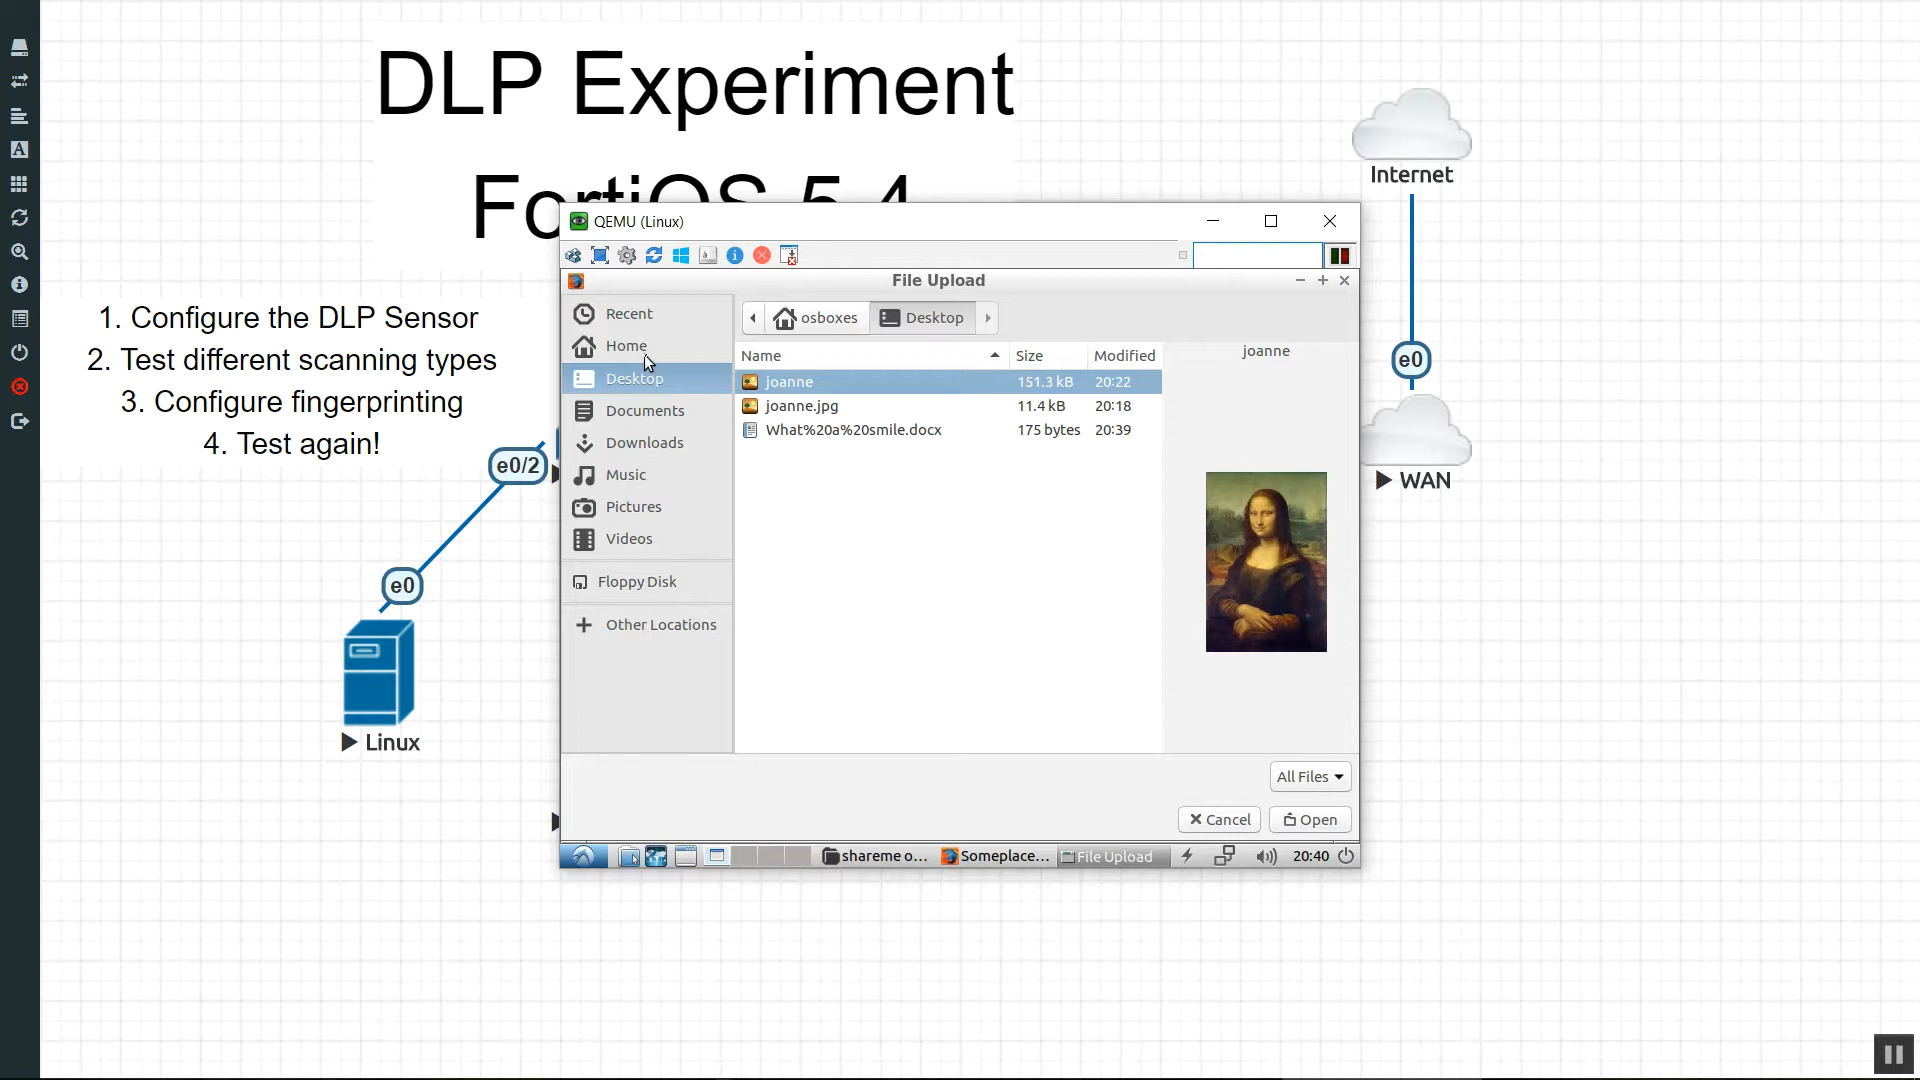 DLP Experiment
FortiOS 5.4
1. Configure the DLP Sensor
2. Test different scanning types
3. Configure fingerprinting
4. Test again!
Internet
e0
WAN
e0/2
e0
Linux
QEMU (Linux)
File Upload
Recent
Home
Desktop
Documents
Downloads
Music
Pictures
Videos
Floppy Disk
Other Locations
osboxes Desktop
Name Size Modified
joanne 151.3 kB 20:22
joanne.jpg 11.4 kB 20:18
What%20a%20smile.docx 175 bytes 20:39
joanne
All Files
Cancel Open
shareme o... Someplace... File Upload 20:40